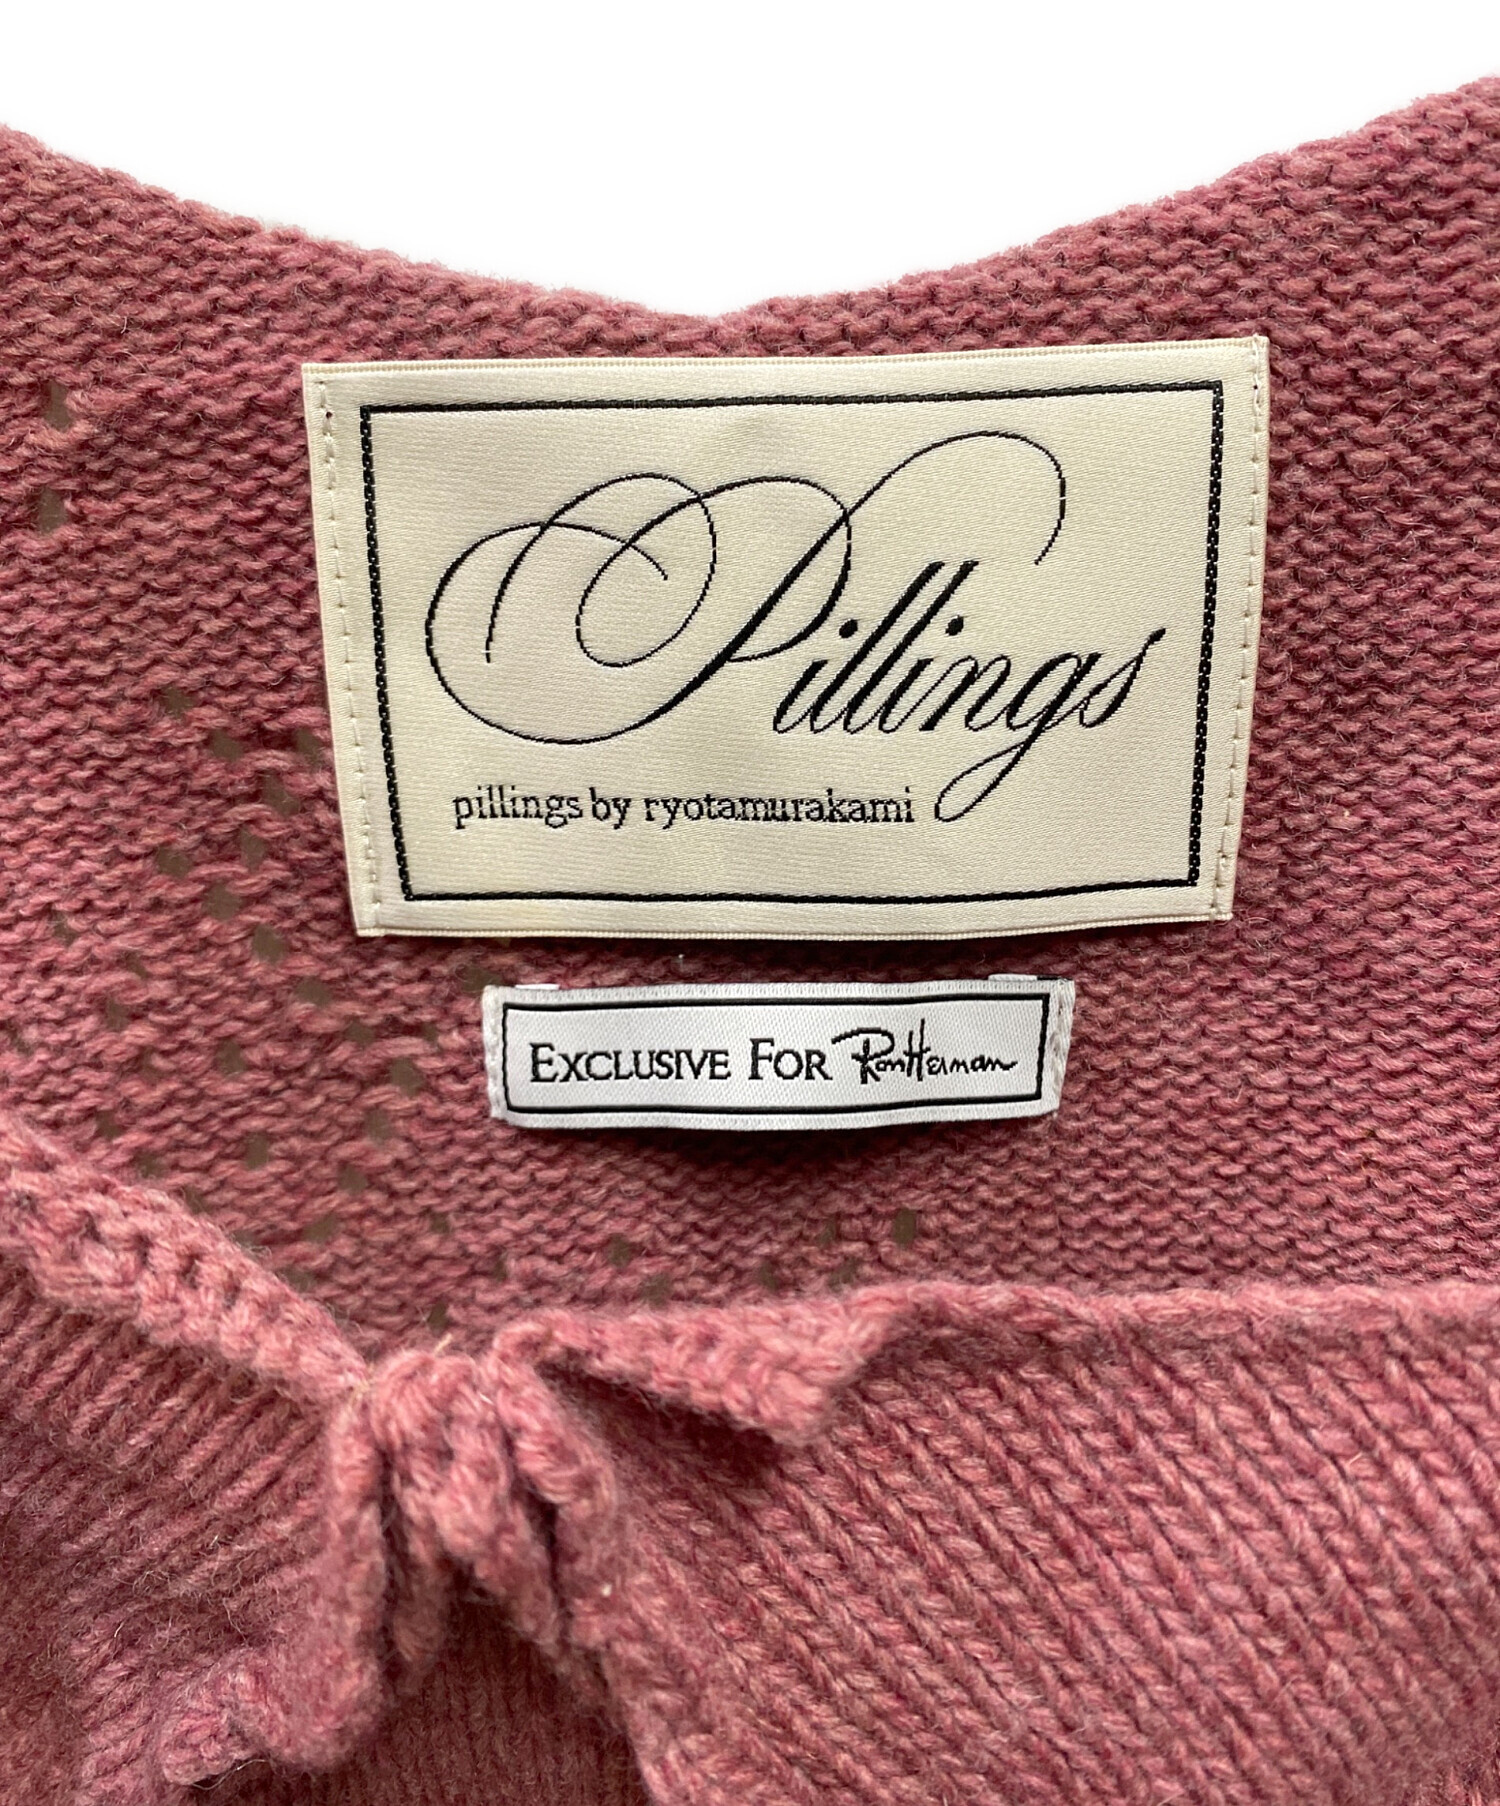 Pillings
pillings by ryotamurakami
EXCLUSIVE FOR RonHerman